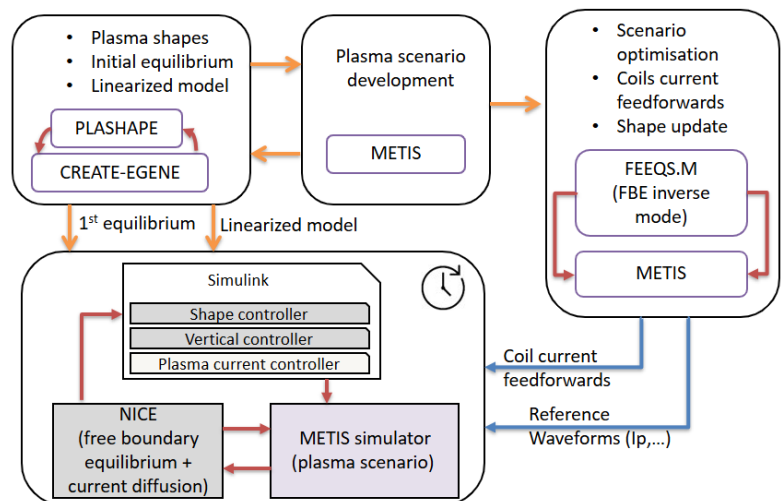 • Plasma shapes
• Initial equilibrium
• Linearized model
PLASHAPE
CREATE-EGENE
Plasma scenario
development
METIS
• Scenario
optimisation
• Coils current
feedforwards
• Shape update
FEEQS.M
(FBE inverse
mode)
METIS
1st equilibrium
Linearized model
Simulink
Shape controller
Vertical controller
Plasma current controller
Coil current
feedforwards
Reference
Waveforms (Ip,...)
NICE
(free boundary
equilibrium +
current diffusion)
METIS simulator
(plasma scenario)